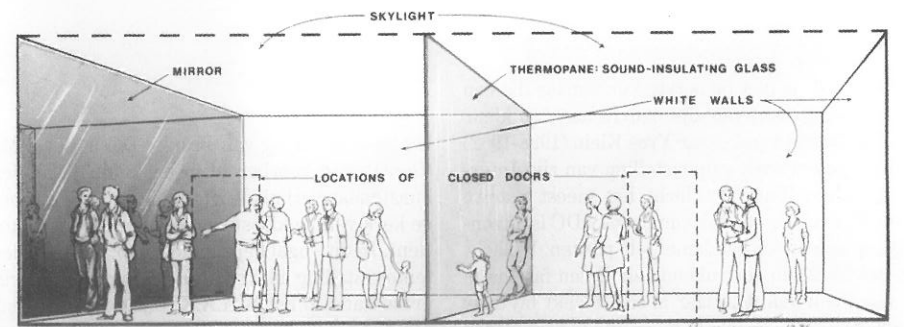 SKYLIGHT
MIRROR
THERMOPANE: SOUND-INSULATING GLASS
WHITE WALLS
LOCATIONS OF CLOSED DOORS